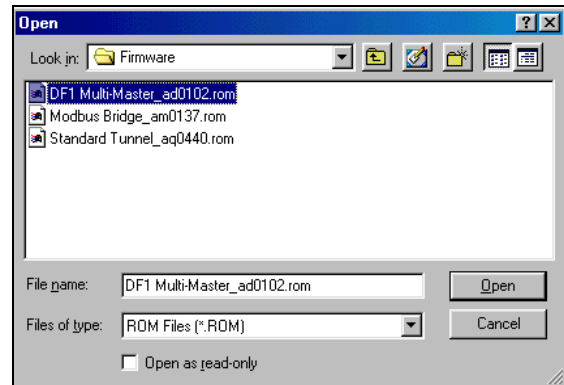 Open
Look in: Firmware
DF1 Multi-Master_ad0102.rom
Modbus Bridge_am0137.rom
Standard Tunnel_aq0440.rom
File name: DF1 Multi-Master_ad0102.rom Open
Files of type: ROM Files (*.ROM) Cancel
Open as read-only